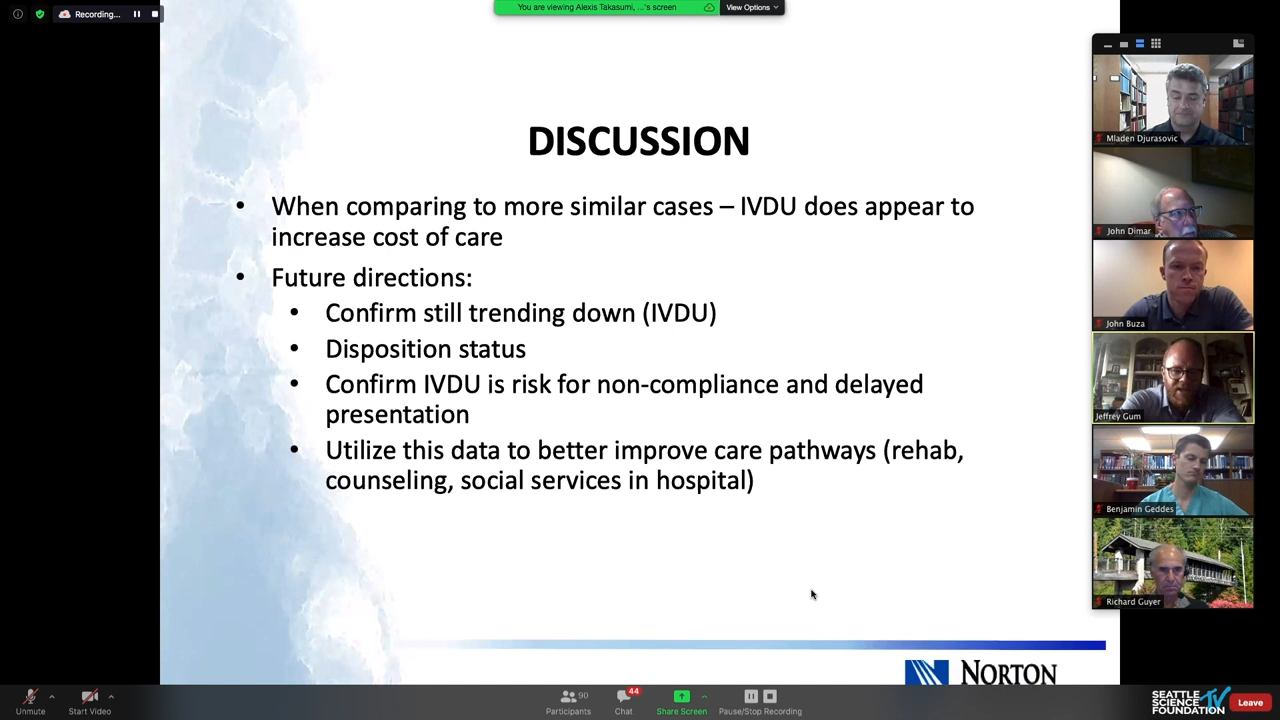 Recording...
You are viewing Alexis Takasumi, ...'s screen
View Options
DISCUSSION
• When comparing to more similar cases – IVDU does appear to
increase cost of care
• Future directions:
• Confirm still trending down (IVDU)
• Disposition status
• Confirm IVDU is risk for non-compliance and delayed
presentation
• Utilize this data to better improve care pathways (rehab,
counseling, social services in hospital)
NORTON
Mladen Djurasovic
John Dimar
John Buza
Jeffrey Gum
Benjamin Geddes
Richard Guyer
Unmute
Start Video
90
Participants
44
Chat
Share Screen
Pause/Stop Recording
SEATTLE
SCIENCE TV
FOUNDATION
Leave